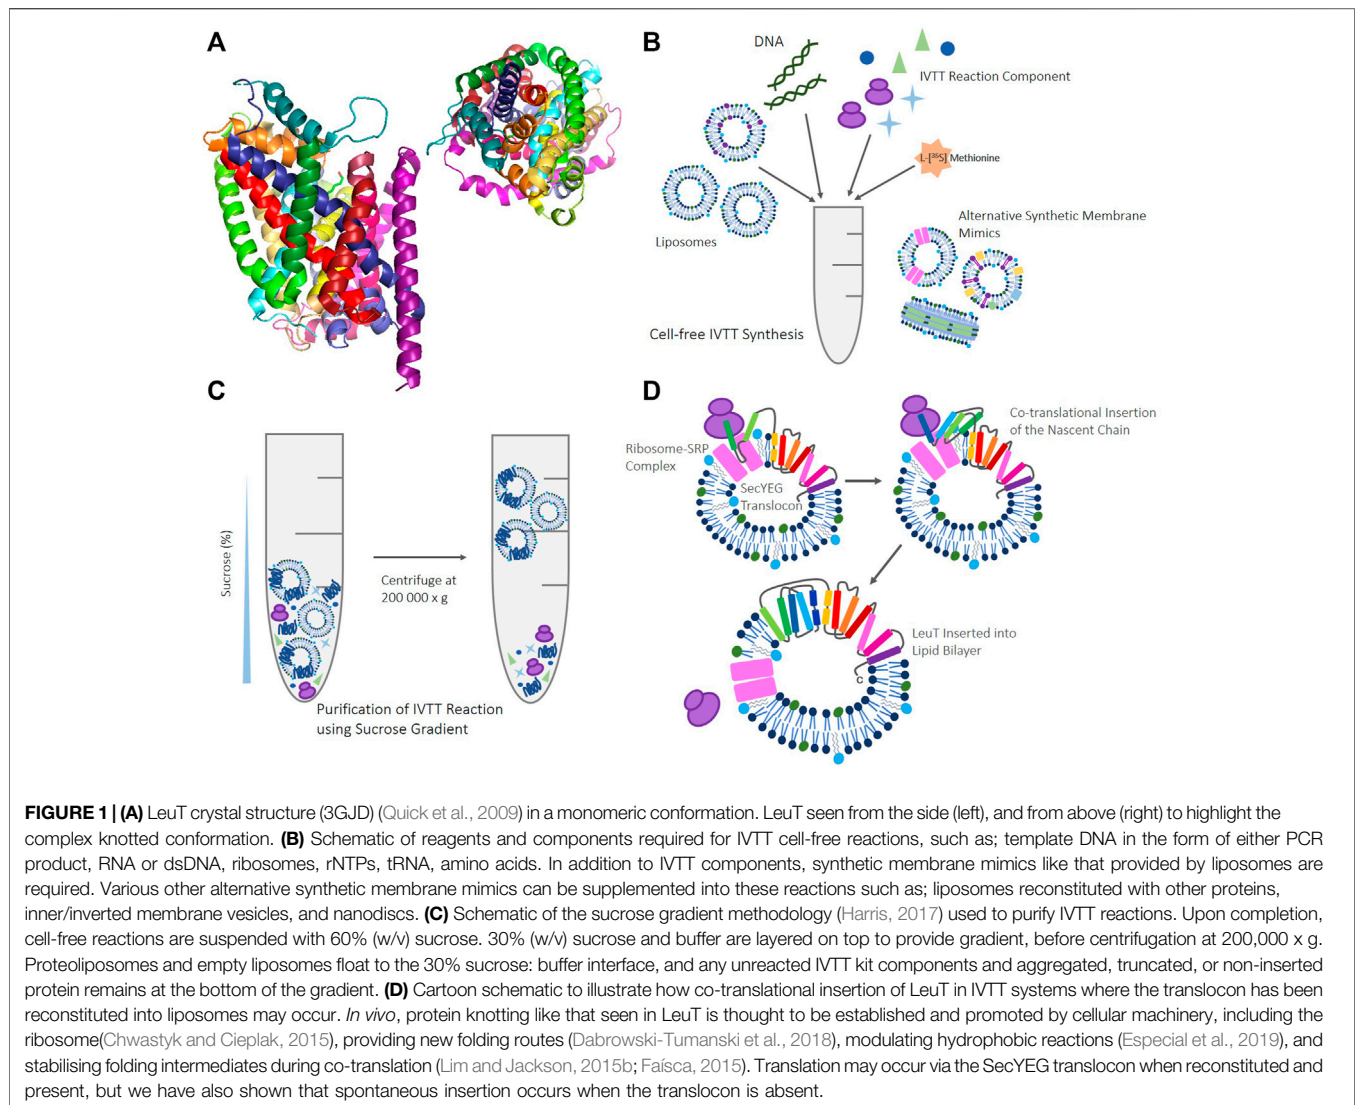 A
B
DNA
IVTT Reaction Component
L-[35S] Methionine
Liposomes
Alternative Synthetic Membrane
Mimics
Cell-free IVTT Synthesis
C
Sucrose (%)
Centrifuge at
200 000 x g
Purification of IVTT Reaction
using Sucrose Gradient
D
Ribosome-SRP
Complex
SecYEG
Translocon
Co-translational Insertion
of the Nascent Chain
LeuT Inserted into
Lipid Bilayer
C
FIGURE 1 | (A) LeuT crystal structure (3GJD) (Quick et al., 2009) in a monomeric conformation. LeuT seen from the side (left), and from above (right) to highlight the
complex knotted conformation. (B) Schematic of reagents and components required for IVTT cell-free reactions, such as; template DNA in the form of either PCR
product, RNA or dsDNA, ribosomes, rNTPs, tRNA, amino acids. In addition to IVTT components, synthetic membrane mimics like that provided by liposomes are
required. Various other alternative synthetic membrane mimics can be supplemented into these reactions such as; liposomes reconstituted with other proteins,
inner/inverted membrane vesicles, and nanodiscs. (C) Schematic of the sucrose gradient methodology (Harris, 2017) used to purify IVTT reactions. Upon completion,
cell-free reactions are suspended with 60% (w/v) sucrose. 30% (w/v) sucrose and buffer are layered on top to provide gradient, before centrifugation at 200,000 x g.
Proteoliposomes and empty liposomes float to the 30% sucrose: buffer interface, and any unreacted IVTT kit components and aggregated, truncated, or non-inserted
protein remains at the bottom of the gradient. (D) Cartoon schematic to illustrate how co-translational insertion of LeuT in IVTT systems where the translocon has been
reconstituted into liposomes may occur. In vivo, protein knotting like that seen in LeuT is thought to be established and promoted by cellular machinery, including the
ribosome(Chwastyk and Cieplak, 2015), providing new folding routes (Dabrowski-Tumanski et al., 2018), modulating hydrophobic reactions (Especial et al., 2019), and
stabilising folding intermediates during co-translation (Lim and Jackson, 2015b; Faísca, 2015). Translation may occur via the SecYEG translocon when reconstituted and
present, but we have also shown that spontaneous insertion occurs when the translocon is absent.